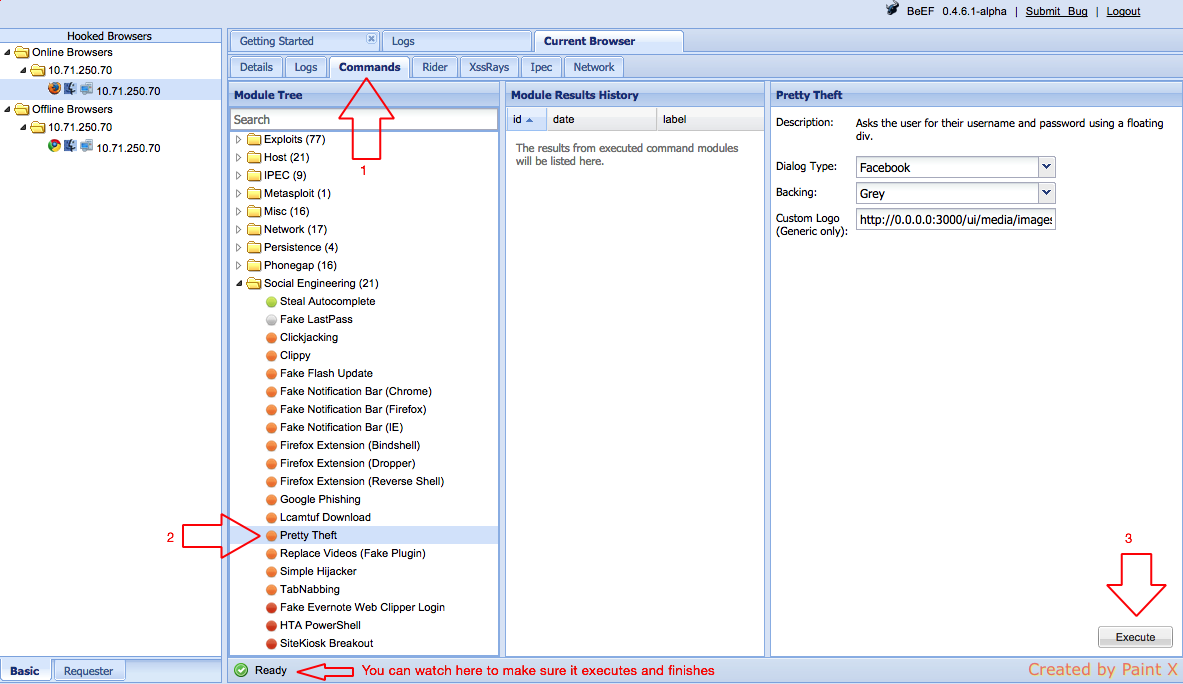 BeEF 0.4.6.1-alpha | Submit Bug | Logout
Hooked Browsers
Online Browsers
10.71.250.70
10.71.250.70
Offline Browsers
10.71.250.70
10.71.250.70
Basic
Requester
Getting Started
Logs
Current Browser
Details
Logs
Commands
Rider
XssRays
Ipec
Network
Module Tree
Search
Exploits (77)
Host (21)
IPEC (9)
Metasploit (1)
Misc (16)
Network (17)
Persistence (4)
Phonegap (16)
Social Engineering (21)
Steal Autocomplete
Fake LastPass
Clickjacking
Clippy
Fake Flash Update
Fake Notification Bar (Chrome)
Fake Notification Bar (Firefox)
Fake Notification Bar (IE)
Firefox Extension (Bindshell)
Firefox Extension (Dropper)
Firefox Extension (Reverse Shell)
Google Phishing
Lcamtuf Download
Pretty Theft
Replace Videos (Fake Plugin)
Simple Hijacker
TabNabbing
Fake Evernote Web Clipper Login
HTA PowerShell
SiteKiosk Breakout
1
2
Module Results History
id
date
label
The results from executed command modules
will be listed here.
Pretty Theft
Description:
Asks the user for their username and password using a floating
div.
Dialog Type:
Facebook
Backing:
Grey
Custom Logo
(Generic only):
http://0.0.0.0:3000/ui/media/images
3
Execute
Ready
You can watch here to make sure it executes and finishes
Created by Paint X